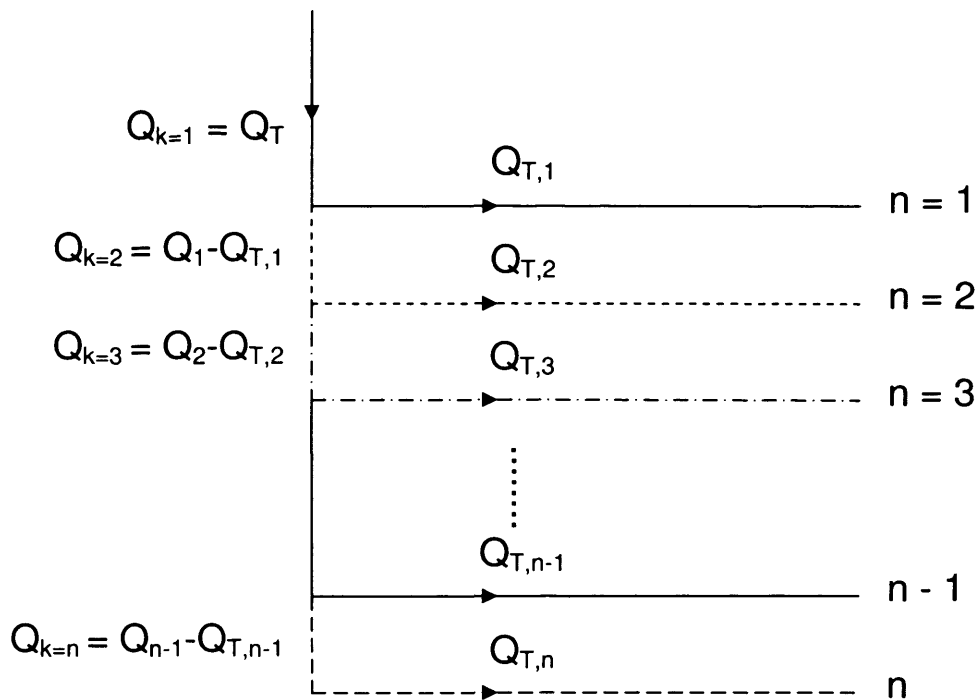 Q_{k=1} = Q_T
Q_{T,1}
n = 1
Q_{k=2} = Q_1-Q_{T,1}
Q_{T,2}
n = 2
Q_{k=3} = Q_2-Q_{T,2}
Q_{T,3}
n = 3
Q_{T,n-1}
n - 1
Q_{k=n} = Q_{n-1}-Q_{T,n-1}
Q_{T,n}
n